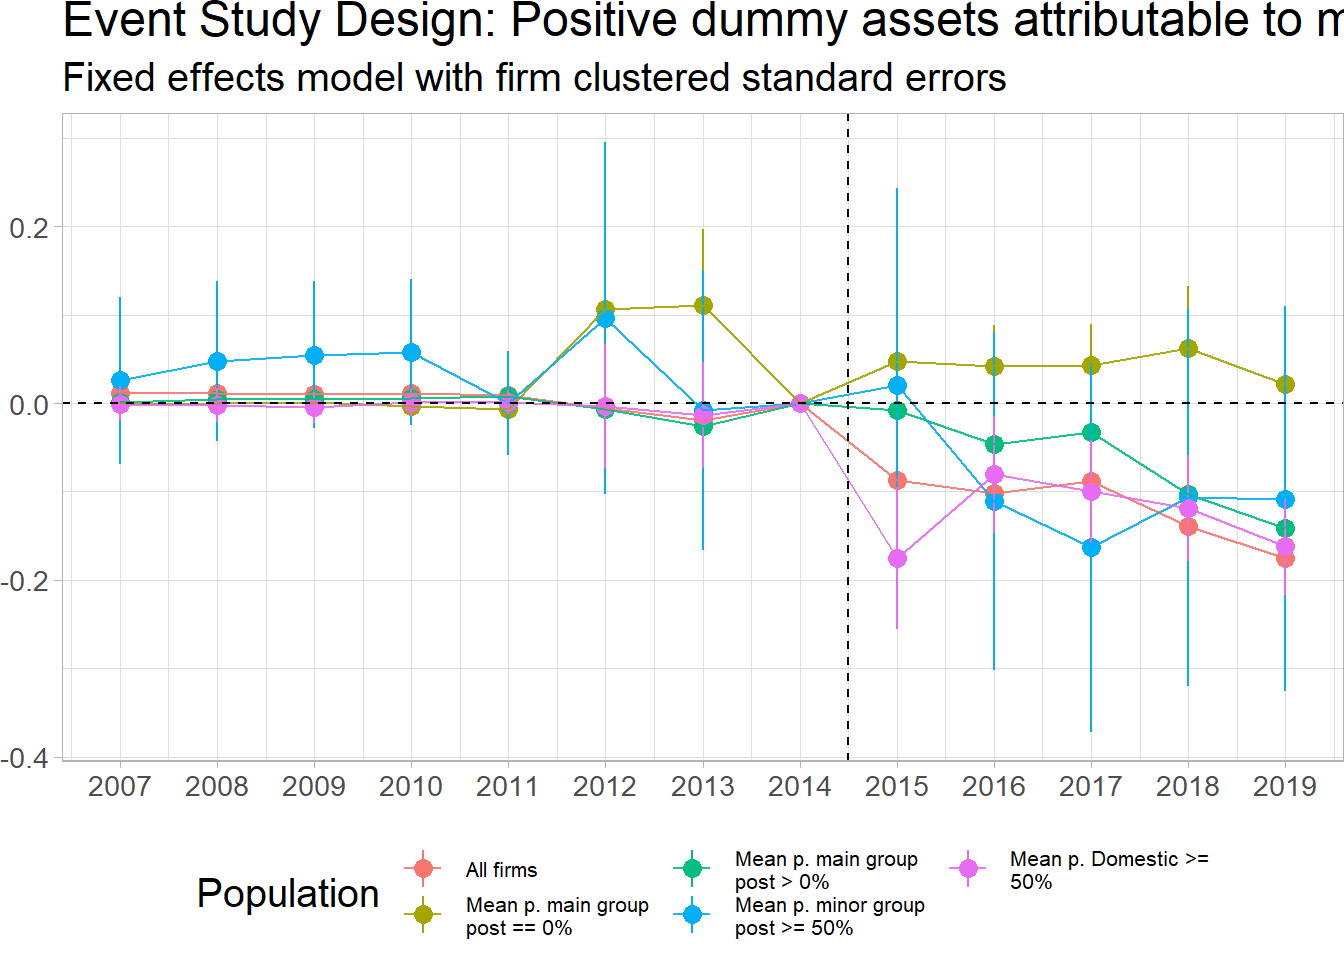 Event Study Design: Positive dummy assets attributable to m
Fixed effects model with firm clustered standard errors
0.2
0.0
-0.2
-0.4
2007 2008 2009 2010 2011 2012 2013 2014 2015 2016 2017 2018 2019
Population
All firms
Mean p. main group
post == 0%
Mean p. main group
post > 0%
Mean p. minor group
post >= 50%
Mean p. Domestic >=
50%